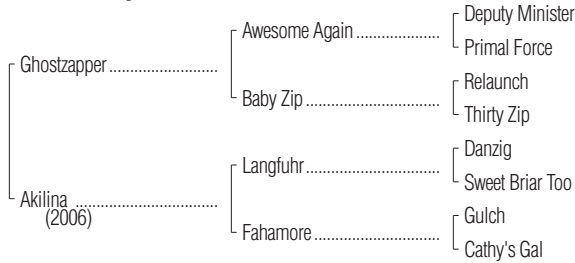 Deputy Minister
Awesome Again ....................
Primal Force
Ghostzapper ..........................
Relaunch
Baby Zip ................................
Thirty Zip
Danzig
Langfuhr................................
Sweet Briar Too
Akilina ...................................
(2006)
Gulch
Fahamore ..............................
Cathy's Gal